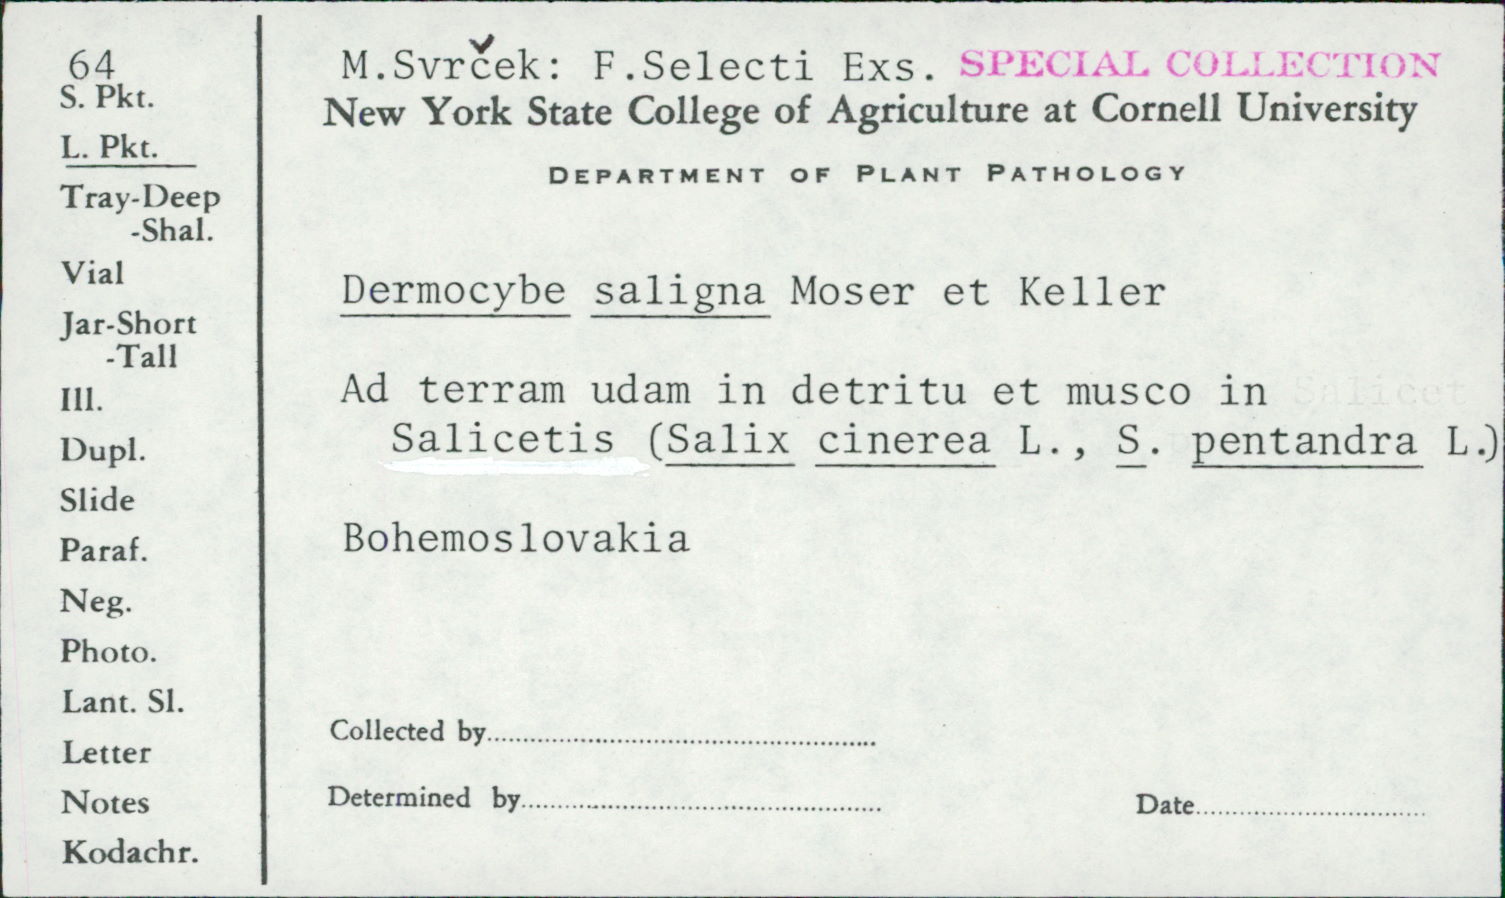 64
S. Pkt.
L. Pkt.
Tray-Deep
-Shal.
Vial
Jar-Short
-Tall
Ill.
Dupl.
Slide
Paraf.
Neg.
Photo.
Lant. Sl.
Letter
Notes
Kodachr.
M.Svrček: F.Selecti Exs. SPECIAL COLLECTION
New York State College of Agriculture at Cornell University
DEPARTMENT OF PLANT PATHOLOGY
Dermocybe saligna Moser et Keller
Ad terram udam in detritu et musco in Salicet
Salicetis (Salix cinerea L., S. pentandra L.)
Bohemoslovakia
Collected by
Determined by
Date